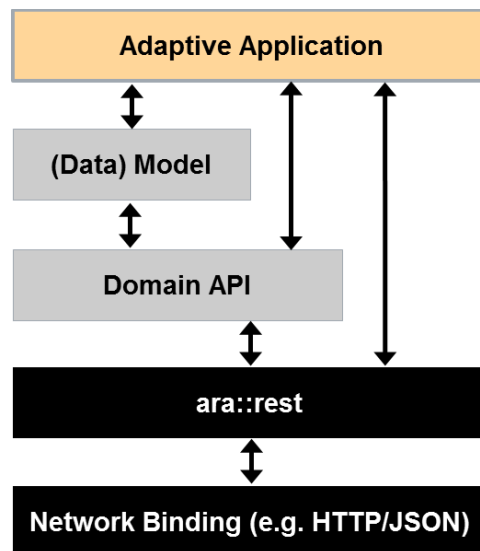 Adaptive Application
(Data) Model
Domain API
ara::rest
Network Binding (e.g. HTTP/JSON)